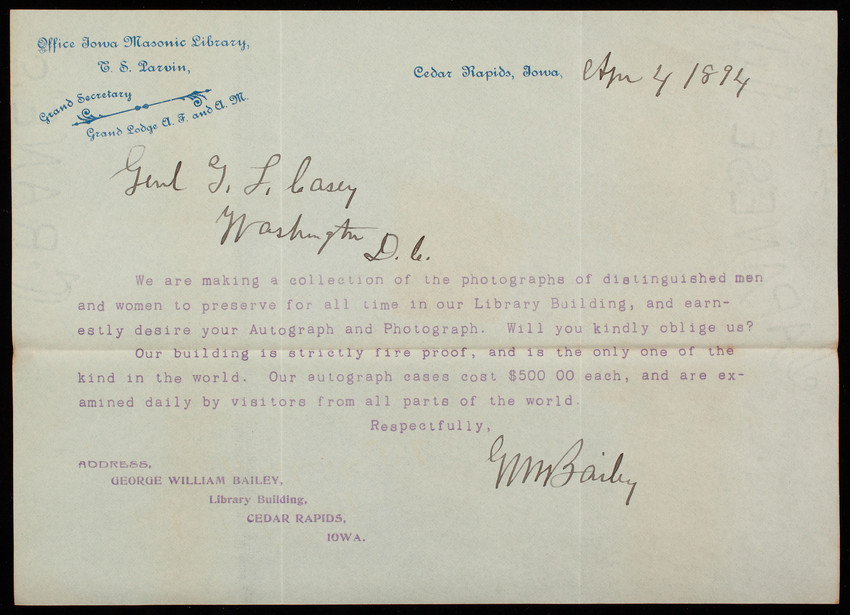 Office Iowa Masonic Library,
T. S. Parvin,
Grand Secretary
Grand Lodge A. F. and A. M.
Cedar Rapids, Iowa, Apr 4 1894
Genl T. L. Casey
Washington
D. C.
We are making a collection of the photographs of distinguished men
and women to preserve for all time in our Library Building, and earn-
estly desire your Autograph and Photograph. Will you kindly oblige us?
Our building is strictly fire proof, and is the only one of the
kind in the world. Our autograph cases cost $500 00 each, and are ex-
amined daily by visitors from all parts of the world.
Respectfully,
G Wm Bailey
ADDRESS,
GEORGE WILLIAM BAILEY,
Library Building,
CEDAR RAPIDS,
IOWA.